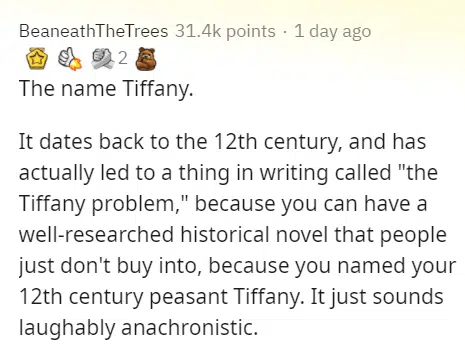 BeaneathTheTrees 31.4k points · 1 day ago
2
The name Tiffany.
It dates back to the 12th century, and has
actually led to a thing in writing called "the
Tiffany problem," because you can have a
well-researched historical novel that people
just don't buy into, because you named your
12th century peasant Tiffany. It just sounds
laughably anachronistic.